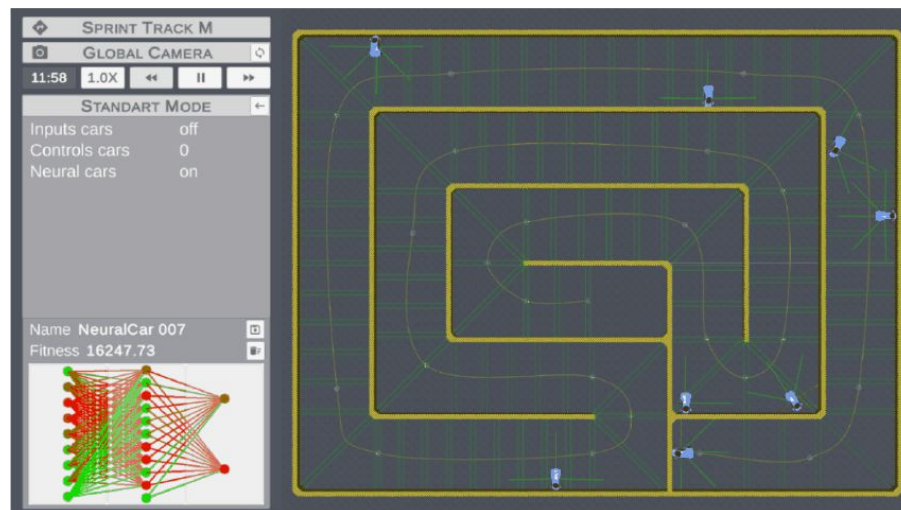 SPRINT TRACK M
GLOBAL CAMERA
11:58 1.0X
STANDART MODE
Inputs cars off
Controls cars 0
Neural cars on
Name NeuralCar 007
Fitness 16247.73